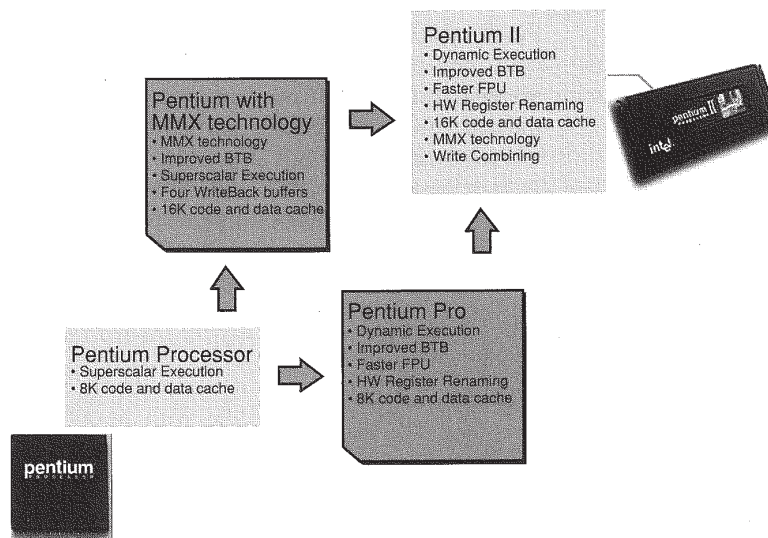 Pentium II
• Dynamic Execution
• Improved BTB
• Faster FPU
• HW Register Renaming
• 16K code and data cache
• MMX technology
• Write Combining
pentium II
intel
Pentium with
MMX technology
• MMX technology
• Improved BTB
• Superscalar Execution
• Four WriteBack buffers
• 16K code and data cache
Pentium Pro
• Dynamic Execution
• Improved BTB
• Faster FPU
• HW Register Renaming
• 8K code and data cache
Pentium Processor
• Superscalar Execution
• 8K code and data cache
pentium
PROCESSOR